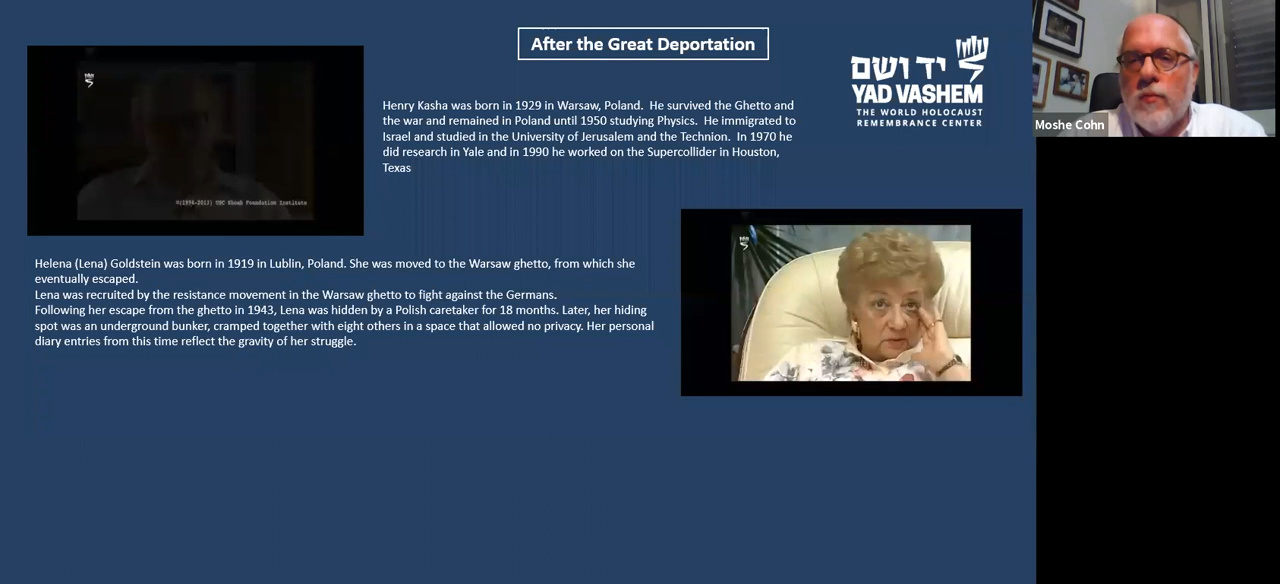 After the Great Deportation
יד ושם
YAD VASHEM
THE WORLD HOLOCAUST
REMEMBRANCE CENTER
Moshe Cohn
Henry Kasha was born in 1929 in Warsaw, Poland.  He survived the Ghetto and
the war and remained in Poland until 1950 studying Physics.  He immigrated to
Israel and studied in the University of Jerusalem and the Technion.  In 1970 he
did research in Yale and in 1990 he worked on the Supercollider in Houston,
Texas
©(1994-2013) USC Shoah Foundation Institute
Helena (Lena) Goldstein was born in 1919 in Lublin, Poland. She was moved to the Warsaw ghetto, from which she
eventually escaped.
Lena was recruited by the resistance movement in the Warsaw ghetto to fight against the Germans.
Following her escape from the ghetto in 1943, Lena was hidden by a Polish caretaker for 18 months. Later, her hiding
spot was an underground bunker, cramped together with eight others in a space that allowed no privacy. Her personal
diary entries from this time reflect the gravity of her struggle.